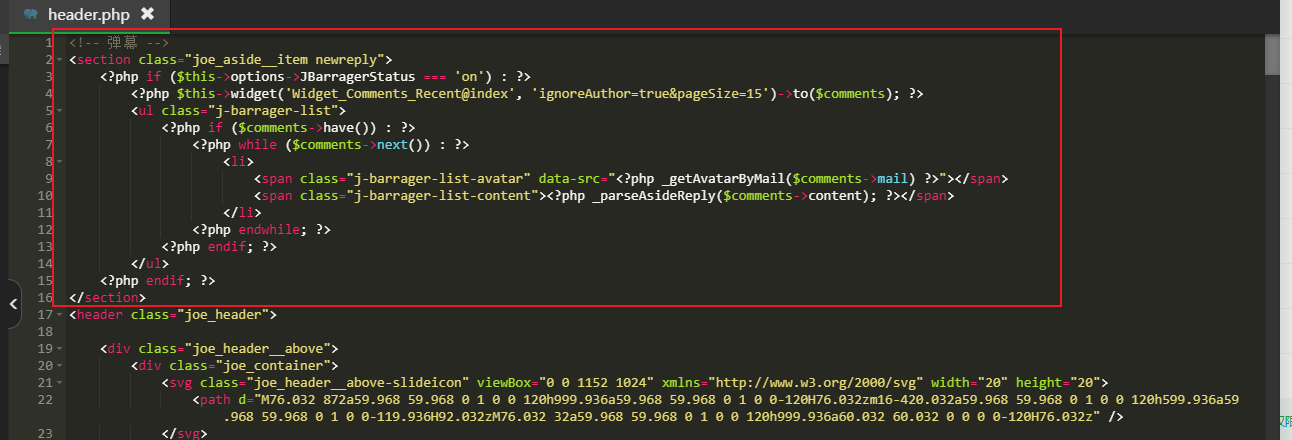 header.php ✖
1 <!-- 弹幕 -->
2 <section class="joe_aside__item newreply">
3 <?php if ($this->options->JBarragerStatus === 'on') : ?>
4 <?php $this->widget('Widget_Comments_Recent@index', 'ignoreAuthor=true&pageSize=15')->to($comments); ?>
5 <ul class="j-barrager-list">
6 <?php if ($comments->have()) : ?>
7 <?php while ($comments->next()) : ?>
8 <li>
9 <span class="j-barrager-list-avatar" data-src="<?php _getAvatarByMail($comments->mail) ?>"></span>
10 <span class="j-barrager-list-content"><?php _parseAsideReply($comments->content); ?></span>
11 </li>
12 <?php endwhile; ?>
13 <?php endif; ?>
14 </ul>
15 <?php endif; ?>
16 </section>
17 <header class="joe_header">
18
19 <div class="joe_header__above">
20 <div class="joe_container">
21 <svg class="joe_header__above-slideicon" viewBox="0 0 1152 1024" xmlns="http://www.w3.org/2000/svg" width="20" height="20">
22 <path d="M76.032 872a59.968 59.968 0 1 0 0 120h999.936a59.968 59.968 0 1 0 0-120H76.032zm16-420.032a59.968 59.968 0 1 0 0 120h599.936a59
.968 59.968 0 1 0 0-119.936H92.032zM76.032 32a59.968 59.968 0 1 0 0 120h999.936a60.032 60.032 0 0 0 0-120H76.032z" />
23 </svg>